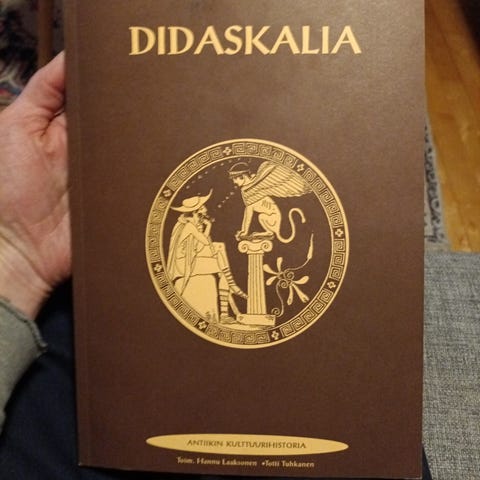 DIDASKALIA
ANTIIKIN KULTTUURIHISTORIA
Toim. Hannu Laaksonen •Totti Tuhkanen